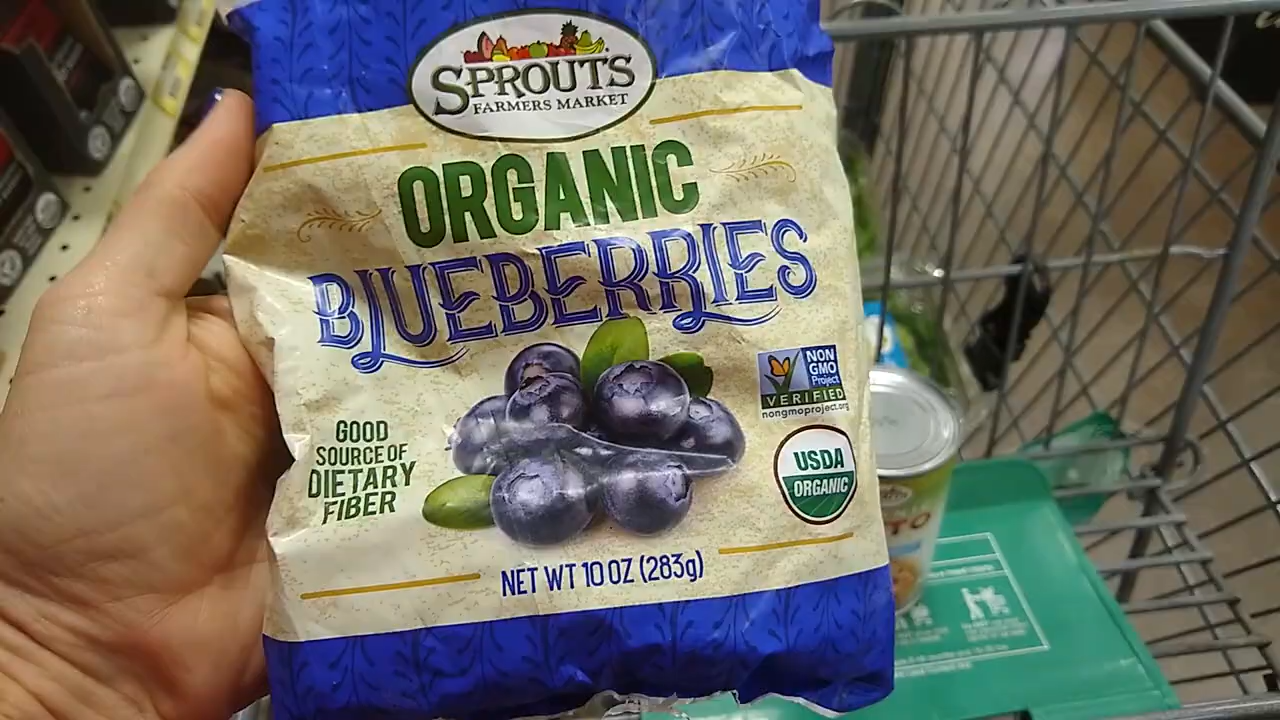 SPROUTS
FARMERS MARKET
ORGANIC
BLUEBERRIES
NON
GMO
Project
VERIFIED
nongmoproject.org
GOOD
SOURCE OF
DIETARY
FIBER
USDA
ORGANIC
NET WT 10 OZ (283g)